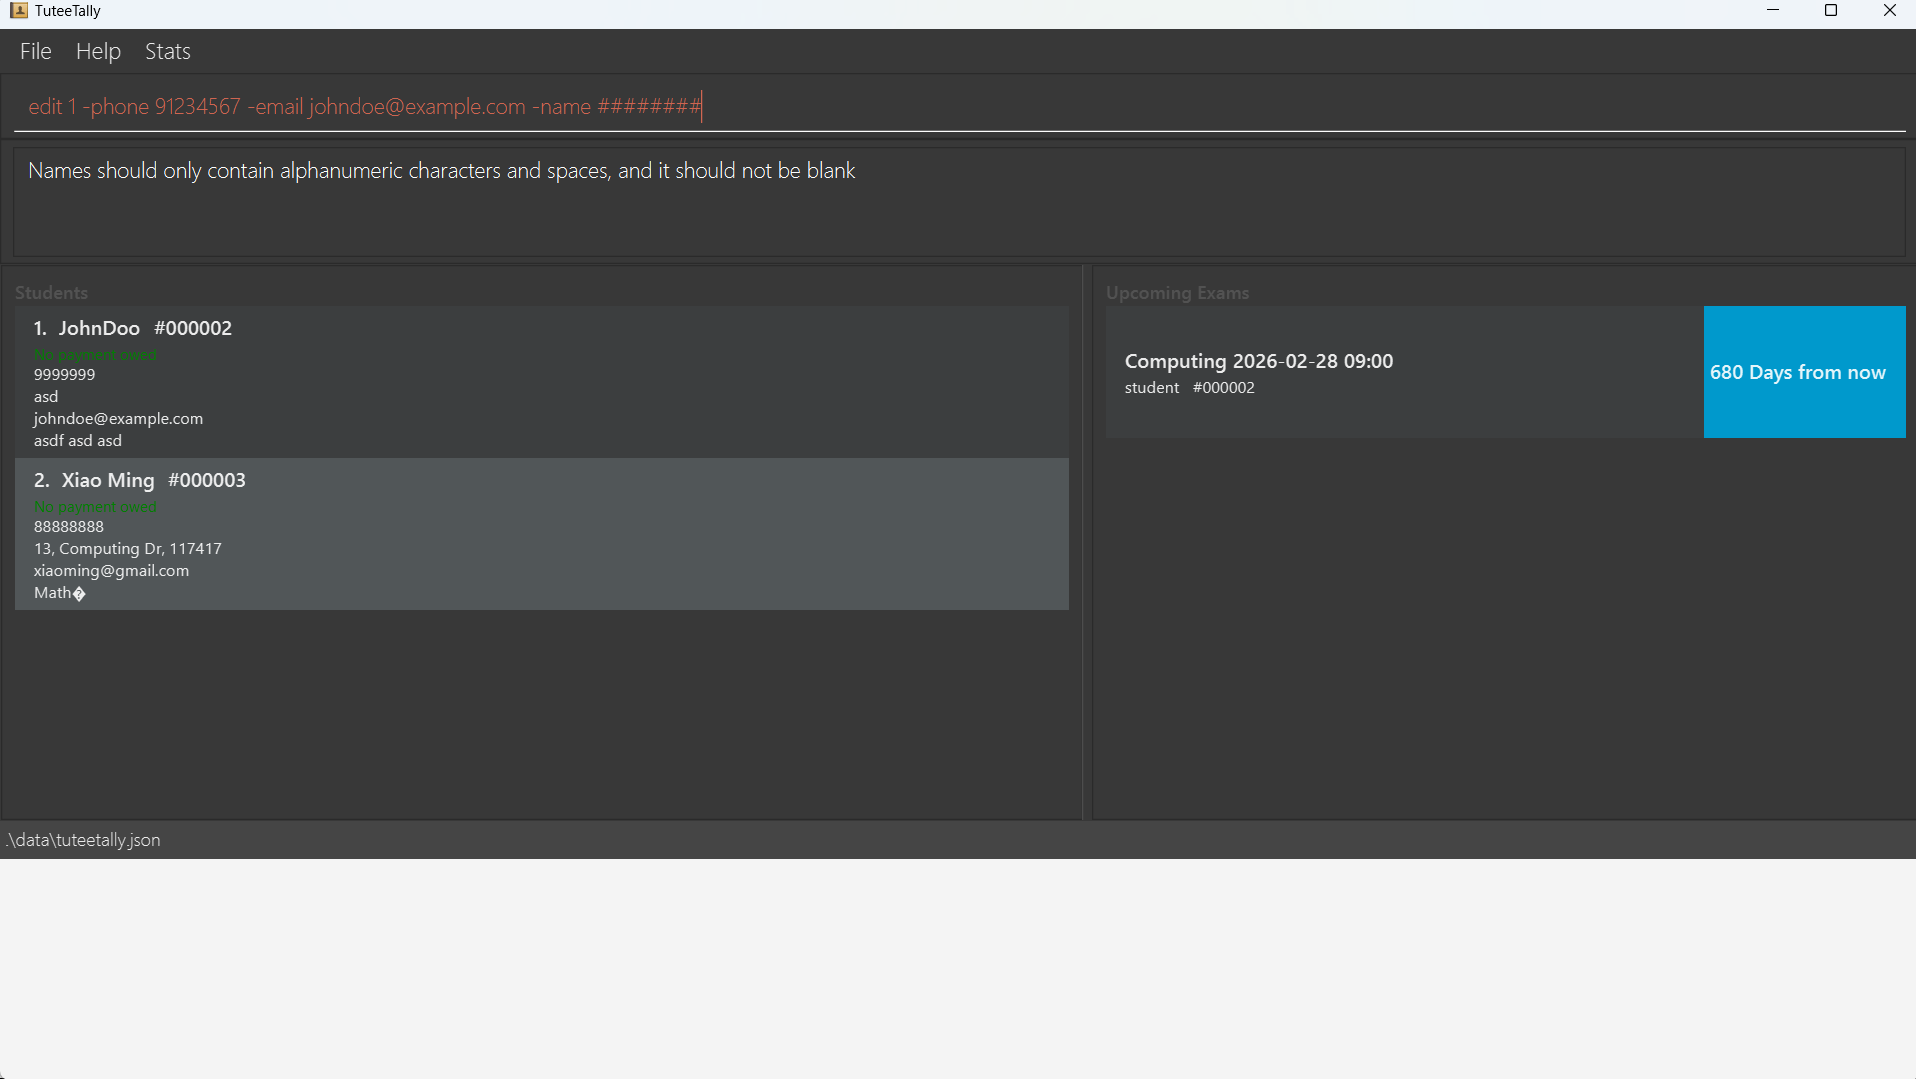 TuteeTally
File Help Stats
edit 1 -phone 91234567 -email johndoe@example.com -name ########
Names should only contain alphanumeric characters and spaces, and it should not be blank
Students
1. JohnDoo #000002
No payment owed
9999999
asd
johndoe@example.com
asdf asd asd
2. Xiao Ming #000003
No payment owed
88888888
13, Computing Dr, 117417
xiaoming@gmail.com
Math�
Upcoming Exams
Computing 2026-02-28 09:00
student #000002
680 Days from now
.\data\tuteetally.json